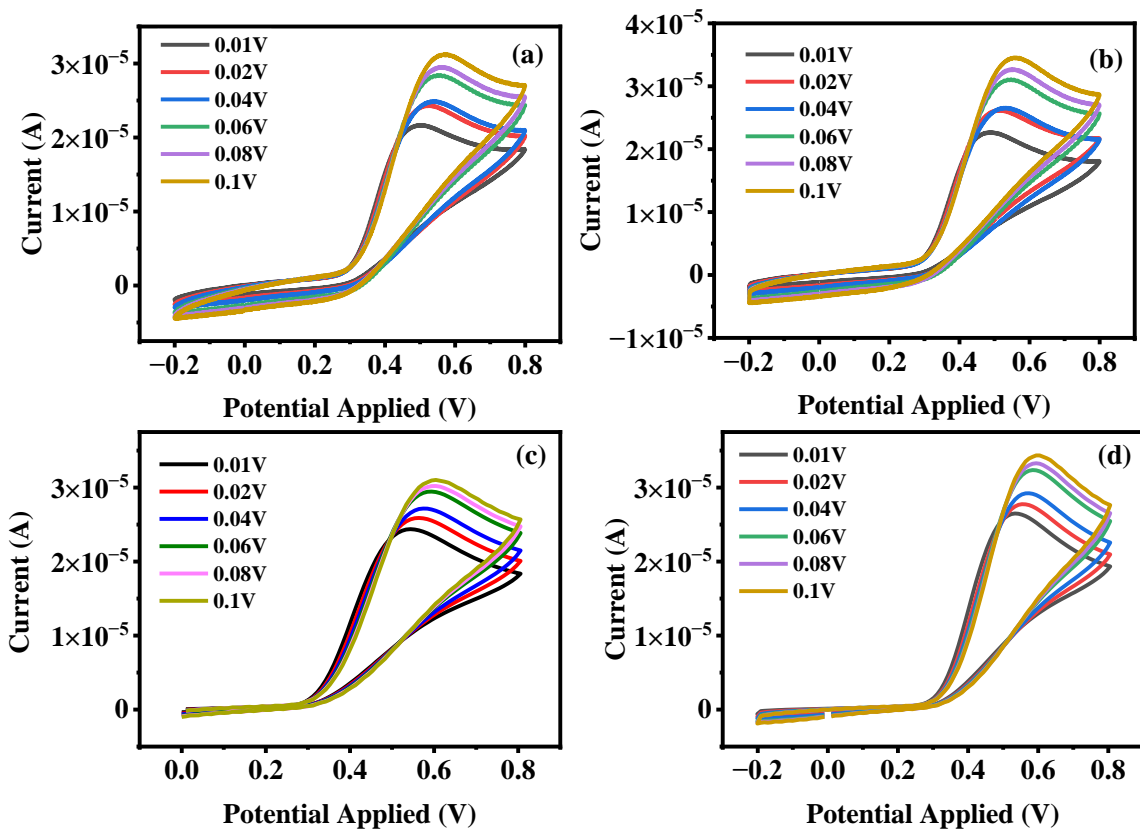 (a)
0.01V
0.02V
0.04V
0.06V
0.08V
0.1V
3×10⁻⁵
2×10⁻⁵
1×10⁻⁵
0
−0.2 0.0 0.2 0.4 0.6 0.8
Current (A)
Potential Applied (V)
(b)
0.01V
0.02V
0.04V
0.06V
0.08V
0.1V
4×10⁻⁵
3×10⁻⁵
2×10⁻⁵
1×10⁻⁵
0
−1×10⁻⁵
−0.2 0.0 0.2 0.4 0.6 0.8
Current (A)
Potential Applied (V)
(c)
0.01V
0.02V
0.04V
0.06V
0.08V
0.1V
3×10⁻⁵
2×10⁻⁵
1×10⁻⁵
0
0.0 0.2 0.4 0.6 0.8
Current (A)
Potential Applied (V)
(d)
0.01V
0.02V
0.04V
0.06V
0.08V
0.1V
3×10⁻⁵
2×10⁻⁵
1×10⁻⁵
0
−0.2 0.0 0.2 0.4 0.6 0.8
Current (A)
Potential Applied (V)